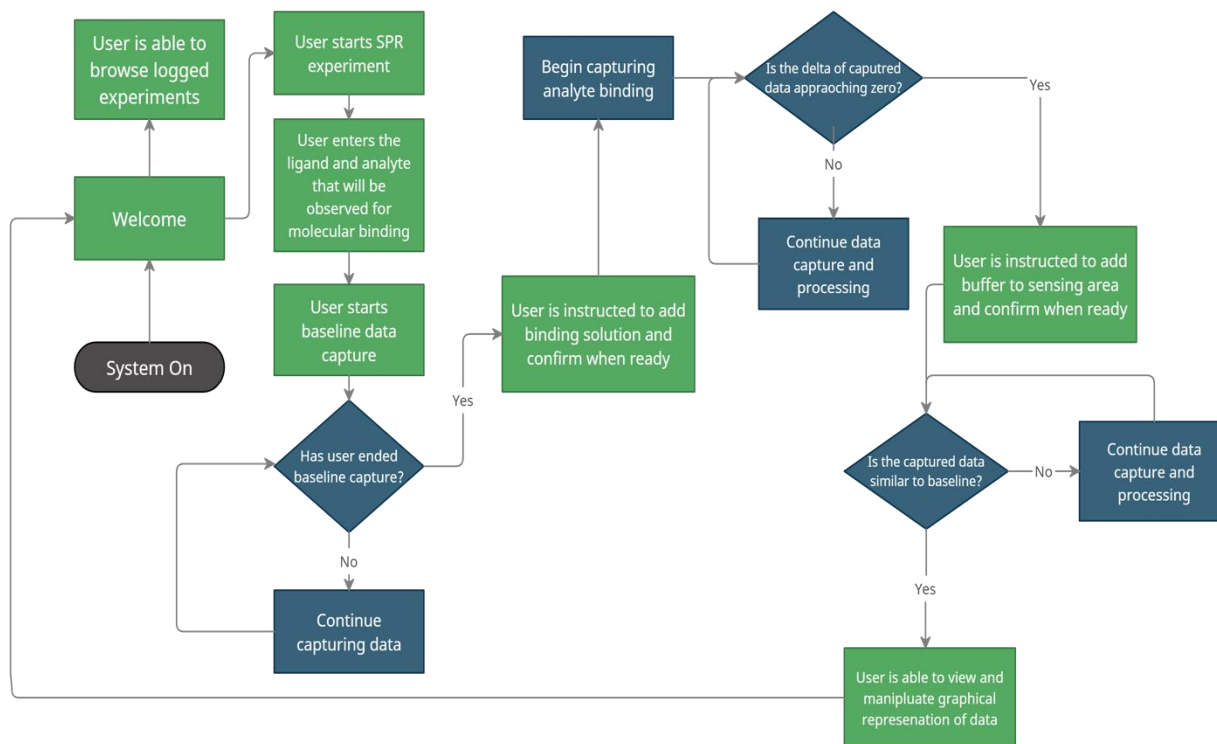 User is able to
browse logged
experiments
Welcome
System On
User starts SPR
experiment
User enters the
ligand and analyte
that will be
observed for
molecular binding
User starts
baseline data
capture
Has user ended
baseline capture?
Yes
No
Continue
capturing data
User is instructed to add
binding solution and
confirm when ready
Begin capturing
analyte binding
Is the delta of caputred
data appraoching zero?
Yes
No
Continue data
capture and
processing
User is instructed to add
buffer to sensing area
and confirm when ready
Is the captured data
similar to baseline?
No
Continue data
capture and
processing
Yes
User is able to view and
manipluate graphical
represenation of data